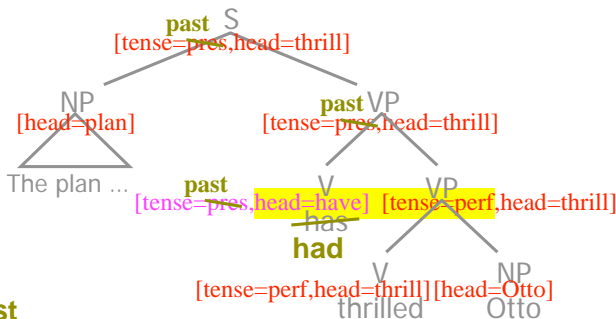 past S
[tense=pres,head=thrill]
NP past VP
[head=plan] [tense=pres,head=thrill]
The plan ... past V VP
[tense=pres,head=have] [tense=perf,head=thrill]
has
had
V NP
[tense=perf,head=thrill] [head=Otto]
st thrilled Otto